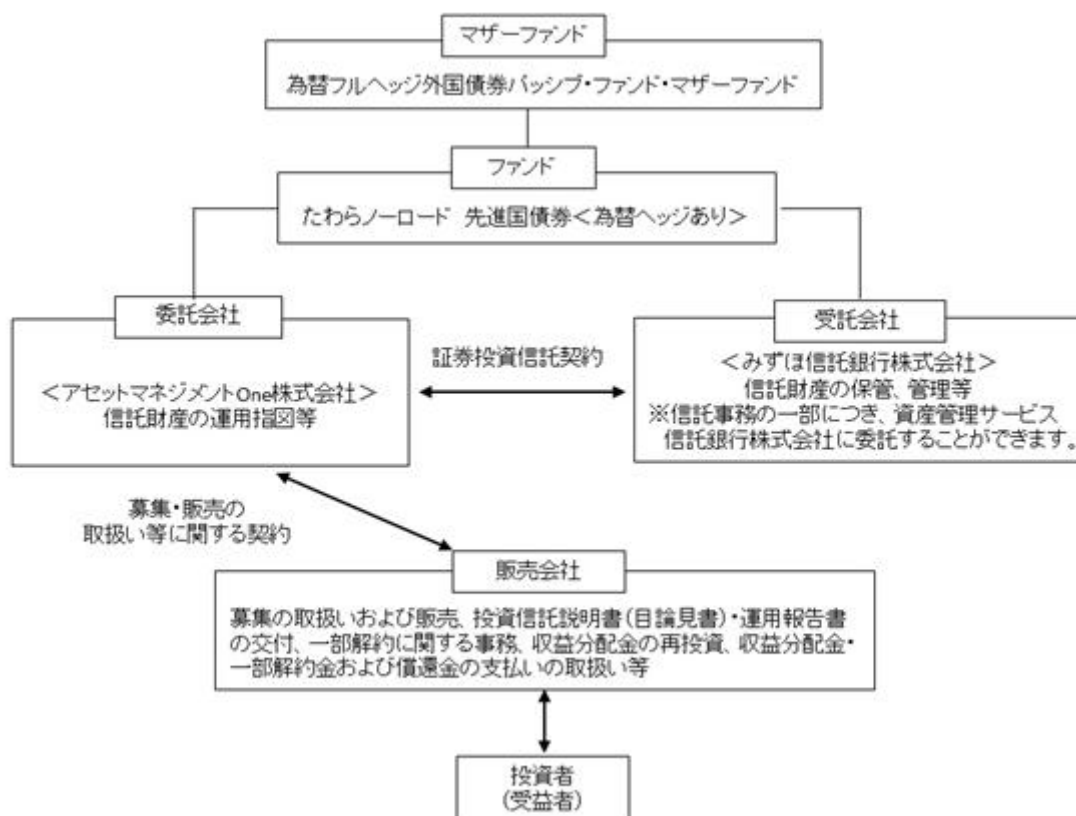 マザーファンド
為替フルヘッジ外国債券パッシブ・ファンド・マザーファンド
ファンド
たわらノーロード 先進国債券<為替ヘッジあり>
委託会社
<アセットマネジメントOne株式会社>
信託財産の運用指図等
証券投資信託契約
受託会社
<みずほ信託銀行株式会社>
信託財産の保管、管理等
※信託事務の一部につき、資産管理サービス
信託銀行株式会社に委託することができます。
募集・販売の
取扱い等に関する契約
販売会社
募集の取扱いおよび販売、投資信託説明書(目論見書)・運用報告書
の交付、一部解約に関する事務、収益分配金の再投資、収益分配金・
一部解約金および償還金の支払いの取扱い等
投資者
(受益者)